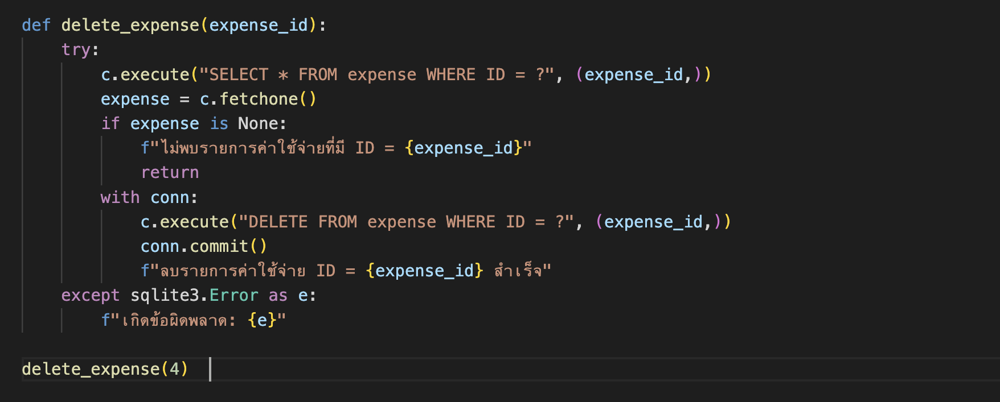 def delete_expense(expense_id):
    try:
        c.execute("SELECT * FROM expense WHERE ID = ?", (expense_id,))
        expense = c.fetchone()
        if expense is None:
            f"ไม่พบรายการค่าใช้จ่ายที่มี ID = {expense_id}"
            return
        with conn:
            c.execute("DELETE FROM expense WHERE ID = ?", (expense_id,))
            conn.commit()
            f"ลบรายการค่าใช้จ่าย ID = {expense_id} สำเร็จ"
    except sqlite3.Error as e:
        f"เกิดข้อผิดพลาด: {e}"
delete_expense(4)